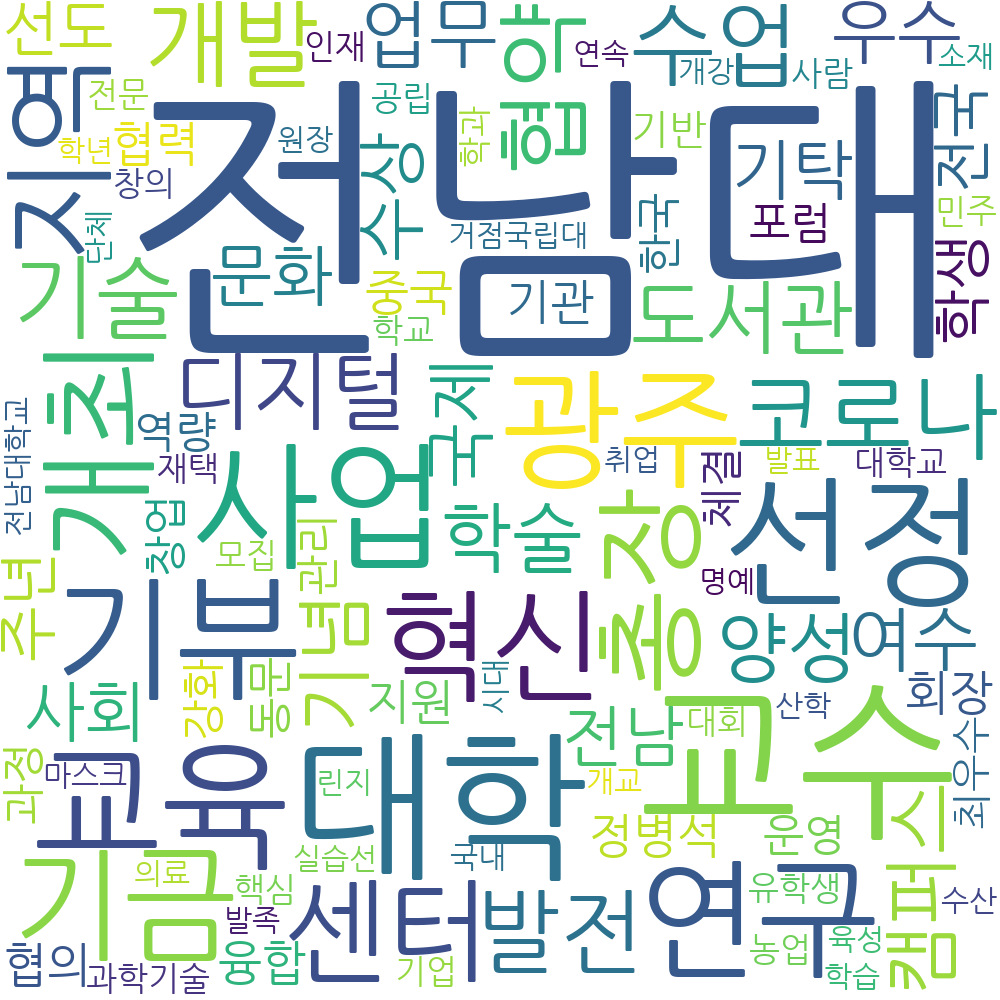 선도
개발
인재
업무
협약
연속
수업
개강
사람
우수
소재
지역
전문
학년
협력
창의
단체
원장
전남대
공립
수상
학과
기반
기탁
포럼
전국
민주
학생
거점국립대
한국
기술
문화
중국
학교
기관
도서관
개최
디지털
국제
광주
코로나
전남대학교
역량
재택
사업
취업
체결
발표
대학교
창업
모집
관리
학술
총장
선정
명예
주년
기부
기념
혁신
양성
여수
사회
강화
동문
지원
시대
전남
대회
산학
회장
교수
과정
마스크
교육
대학
린지
개교
정병석
운영
최우수
캠퍼스
기금
의료
핵심
발족
실습선
국내
센터
발전
연구
유학생
농업
육성
학습
수산
협의
과학기술
융합
기업